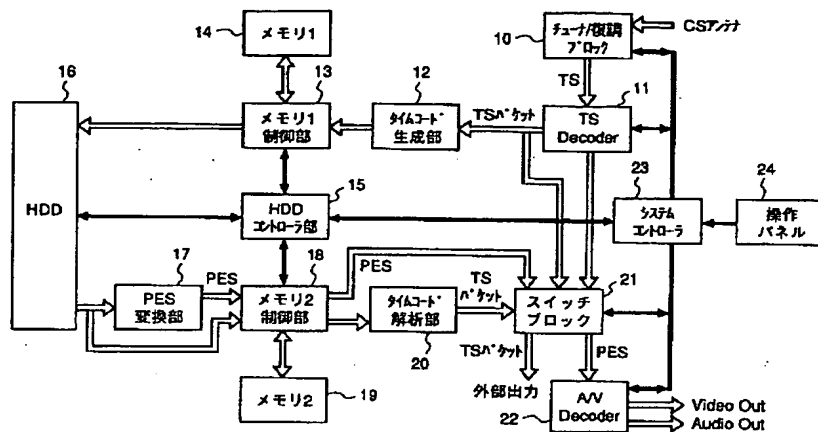 14
メモリ1
チューナ/復調
ブロック
10
CSアンテナ
TS
16
13
12
11
メモリ1
制御部
タイムコード
生成部
TSパケット
TS
Decoder
23
24
HDD
15
HDD
コントローラ部
システム
コントローラ
操作
パネル
17
PES
18
PES
TS
パケット
21
PES
変換部
メモリ2
制御部
タイムコード
解析部
スイッチ
ブロック
20
TSパケット
PES
外部出力
メモリ2
19
A/V
Decoder
22
Video Out
Audio Out